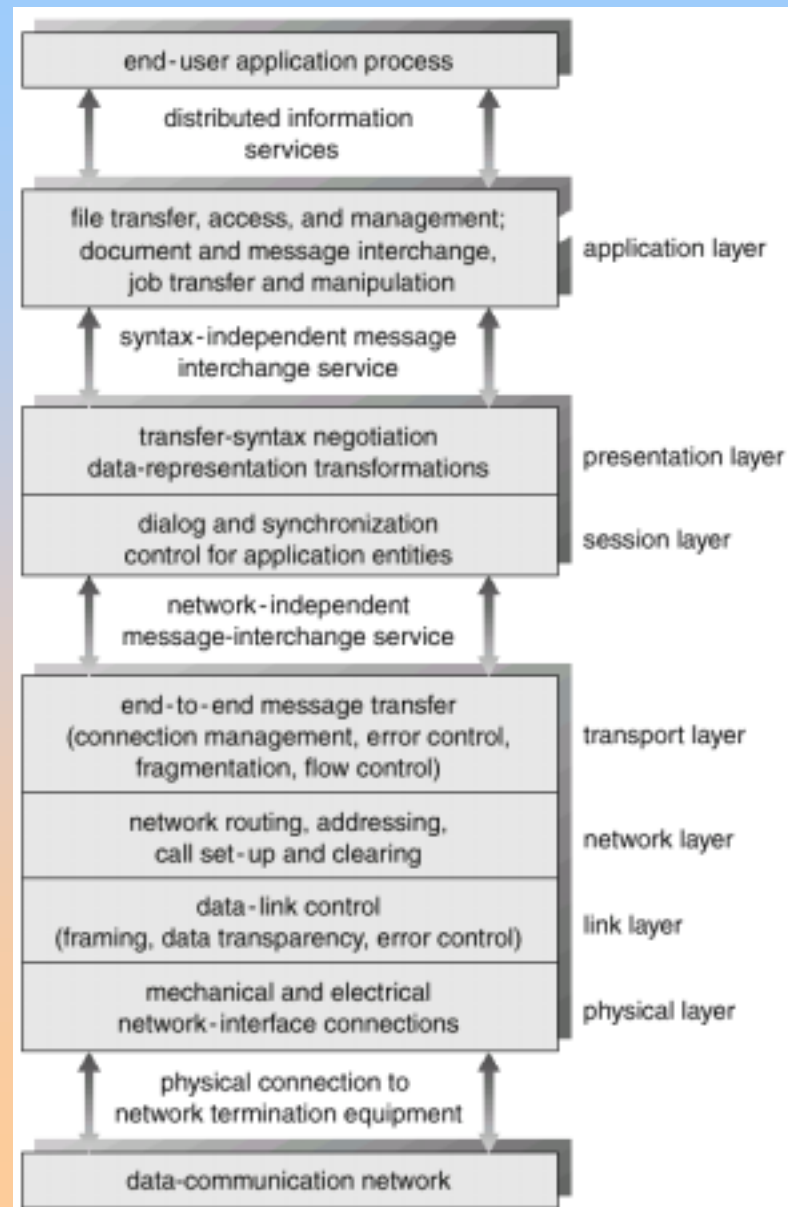 end-user application process
distributed information
services
file transfer, access, and management;
document and message interchange,
job transfer and manipulation
application layer
syntax-independent message
interchange service
transfer-syntax negotiation
data-representation transformations
presentation layer
dialog and synchronization
control for application entities
session layer
network-independent
message-interchange service
end-to-end message transfer
(connection management, error control,
fragmentation, flow control)
transport layer
network routing, addressing,
call set-up and clearing
network layer
data-link control
(framing, data transparency, error control)
link layer
mechanical and electrical
network-interface connections
physical layer
physical connection to
network termination equipment
data-communication network